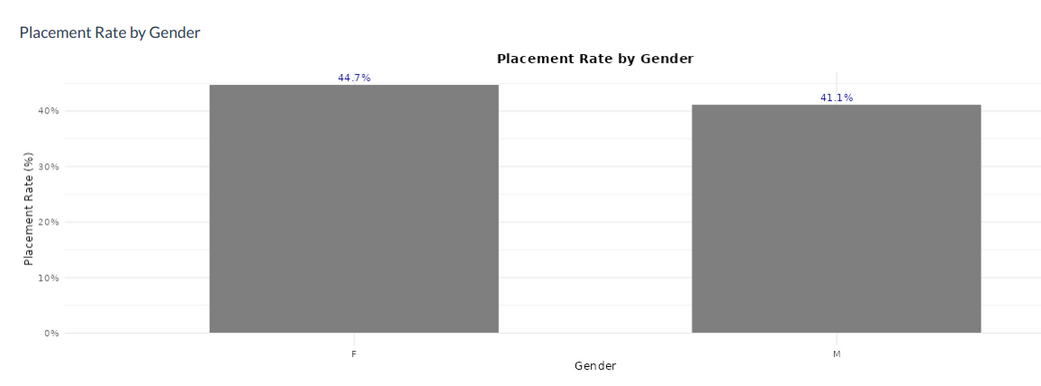 Placement Rate by Gender
Placement Rate by Gender
44.7%
41.1%
40%
30%
20%
10%
0%
Placement Rate (%)
F
M
Gender